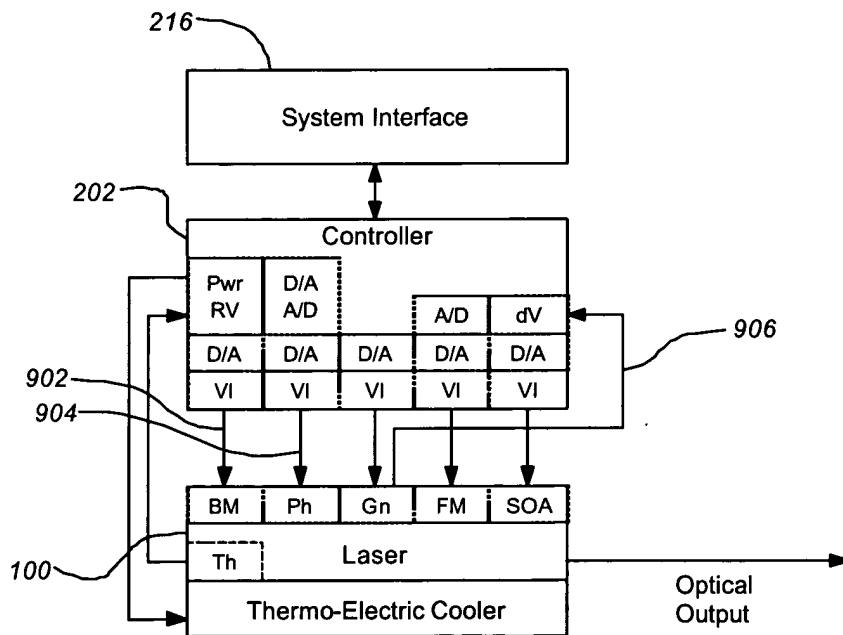 216
System Interface
202
Controller
Pwr D/A
RV A/D A/D dV
906
D/A D/A D/A D/A D/A
902
VI VI VI VI VI
904
BM Ph Gn FM SOA
100
Th Laser
Optical
Output
Thermo-Electric Cooler